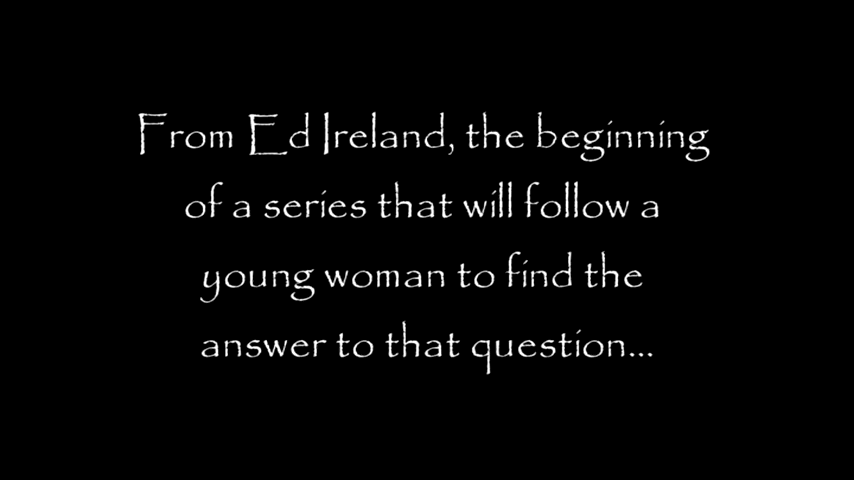 From Ed Ireland, the beginning
of a series that will follow a
young woman to find the
answer to that question...